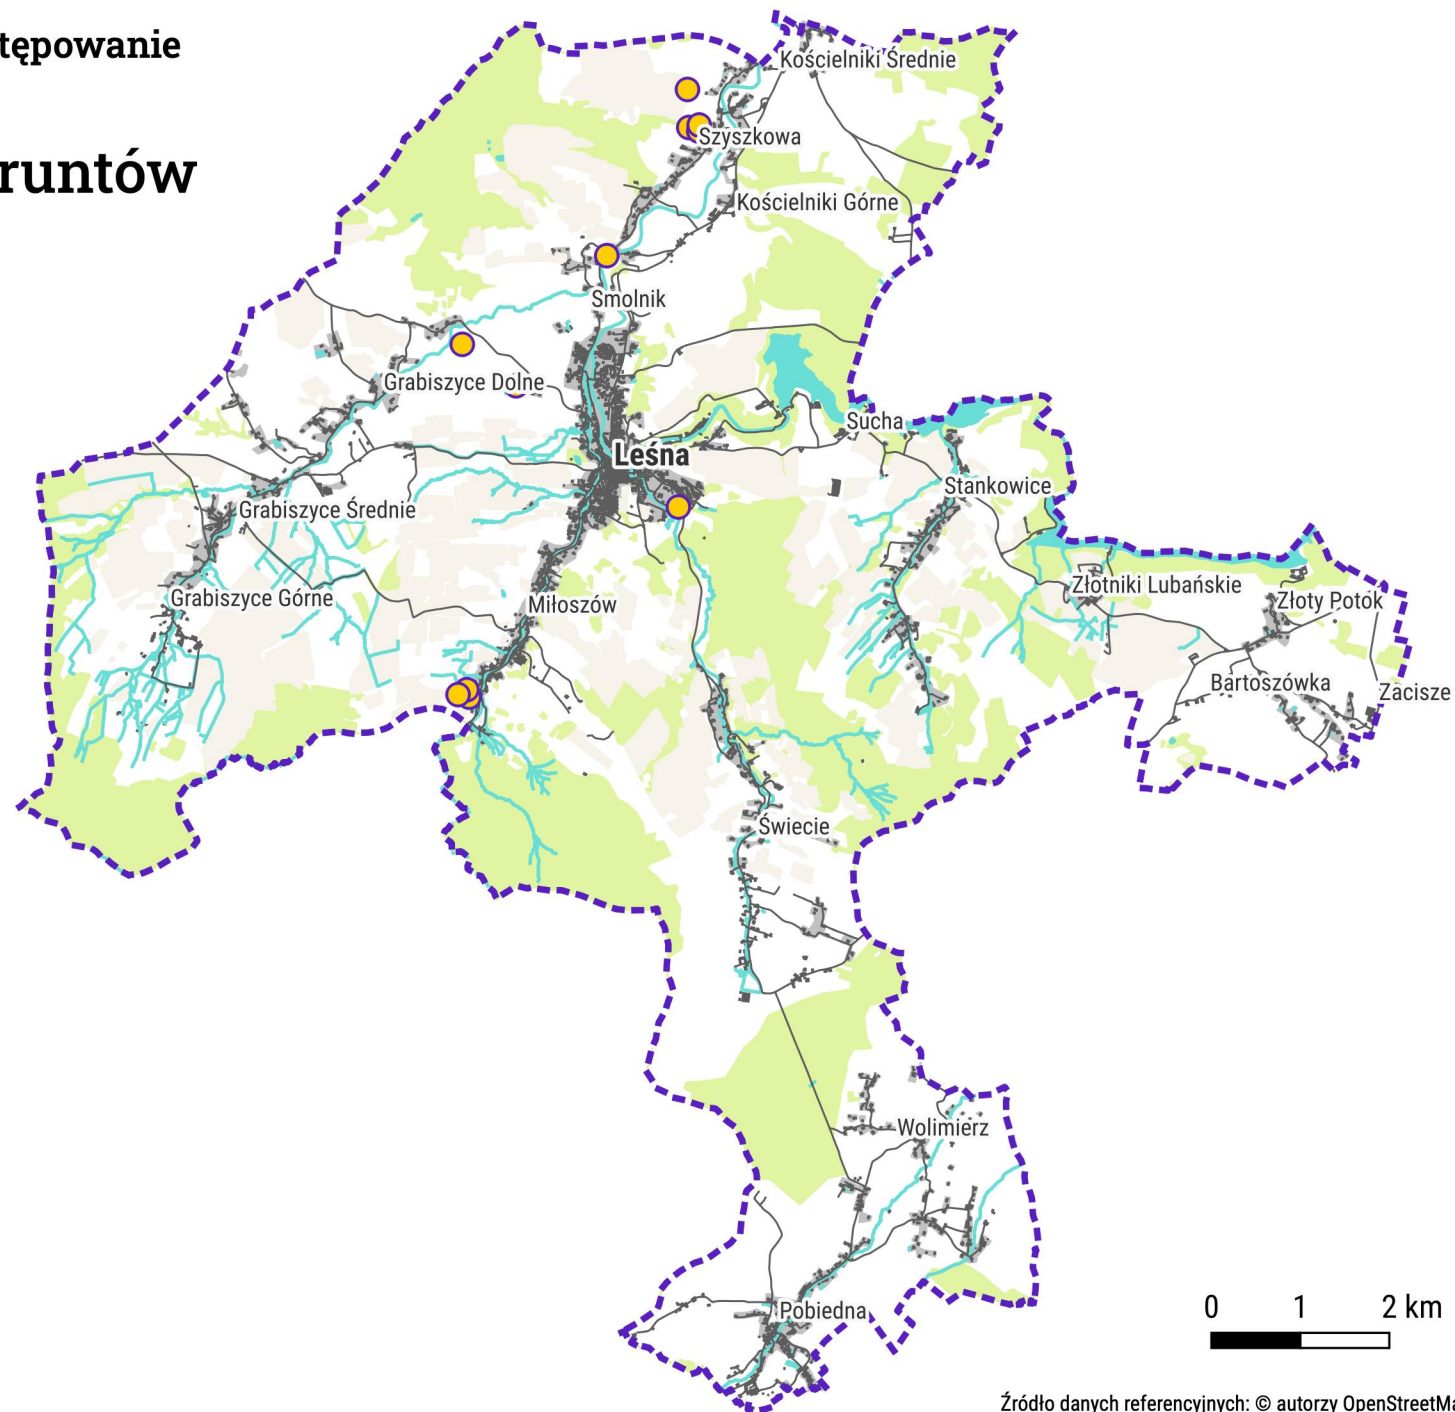 tępowanie
runtów
Kościelniki Średnie
Szyszkowa
Kościelniki Górne
Smolnik
Grabiszyce Dolne
Sucha
Leśna
Stankowice
Grabiszyce Średnie
Złotniki Lubańskie
Grabiszyce Górne
Miłoszów
Złoty Potok
Bartoszówka
Zacisze
Świecie
Wolimierz
Pobiedna
0 1 2 km
Źródło danych referencyjnych: © autorzy OpenStreetMa